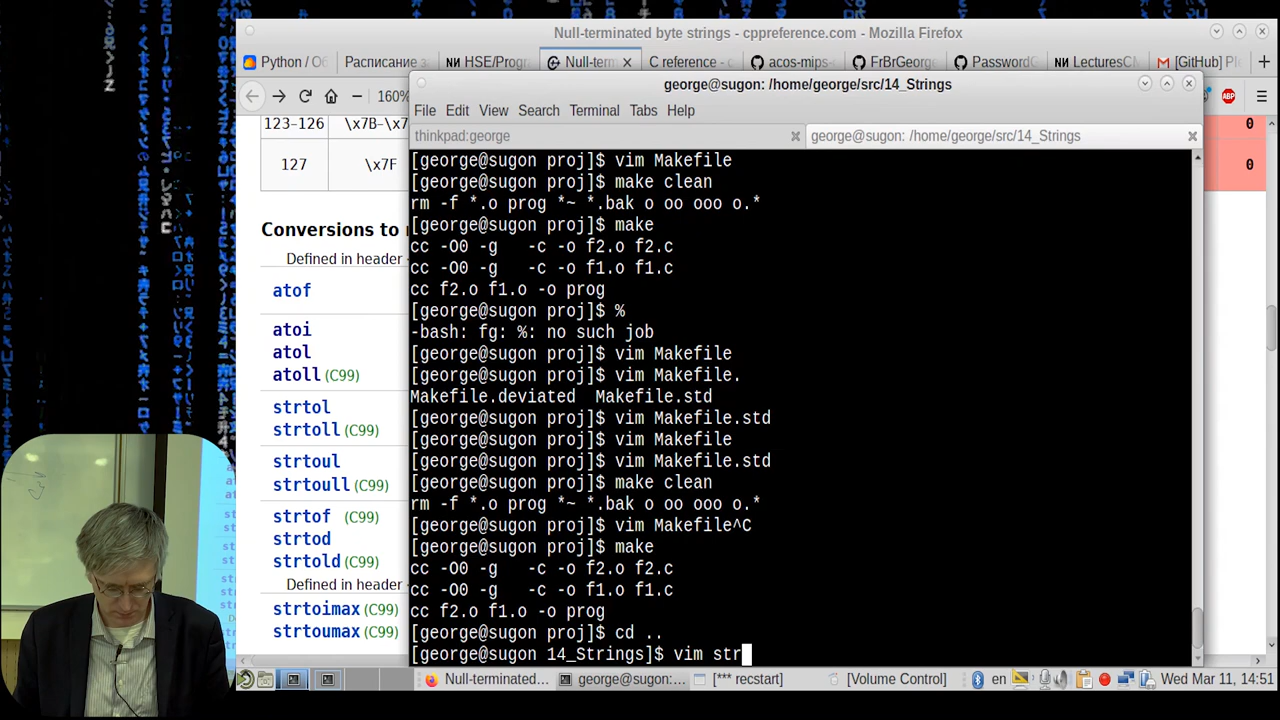 Null-terminated byte strings - cppreference.com - Mozilla Firefox
Python / Об
Расписание за
HSE/Progr
Null-term
C reference - c
acos-mips-
FrBrGeorge
PasswordG
LecturesCM
[GitHub] Pl
160%
ABP
123-126 \x7B-\x7 0
127 \x7F 0
Conversions to
Defined in header
atof
atoi
atol
atoll (C99)
strtol
strtoll (C99)
strtoul
strtoull (C99)
strtof (C99)
strtod
strtold (C99)
Defined in header
strtoimax (C99)
strtoumax (C99)
george@sugon: /home/george/src/14_Strings
File Edit View Search Terminal Tabs Help
thinkpad:george
george@sugon: /home/george/src/14_Strings
[george@sugon proj]$ vim Makefile
[george@sugon proj]$ make clean
rm -f *.o prog *~ *.bak o oo ooo o.*
[george@sugon proj]$ make
cc -O0 -g   -c -o f2.o f2.c
cc -O0 -g   -c -o f1.o f1.c
cc f2.o f1.o -o prog
[george@sugon proj]$ %
-bash: fg: %: no such job
[george@sugon proj]$ vim Makefile
[george@sugon proj]$ vim Makefile.
Makefile.deviated  Makefile.std
[george@sugon proj]$ vim Makefile.std
[george@sugon proj]$ vim Makefile
[george@sugon proj]$ vim Makefile.std
[george@sugon proj]$ make clean
rm -f *.o prog *~ *.bak o oo ooo o.*
[george@sugon proj]$ vim Makefile^C
[george@sugon proj]$ make
cc -O0 -g   -c -o f2.o f2.c
cc -O0 -g   -c -o f1.o f1.c
cc f2.o f1.o -o prog
[george@sugon proj]$ cd ..
[george@sugon 14_Strings]$ vim str
Null-terminated...
george@sugon:...
[*** recstart]
[Volume Control]
en
Wed Mar 11, 14:51